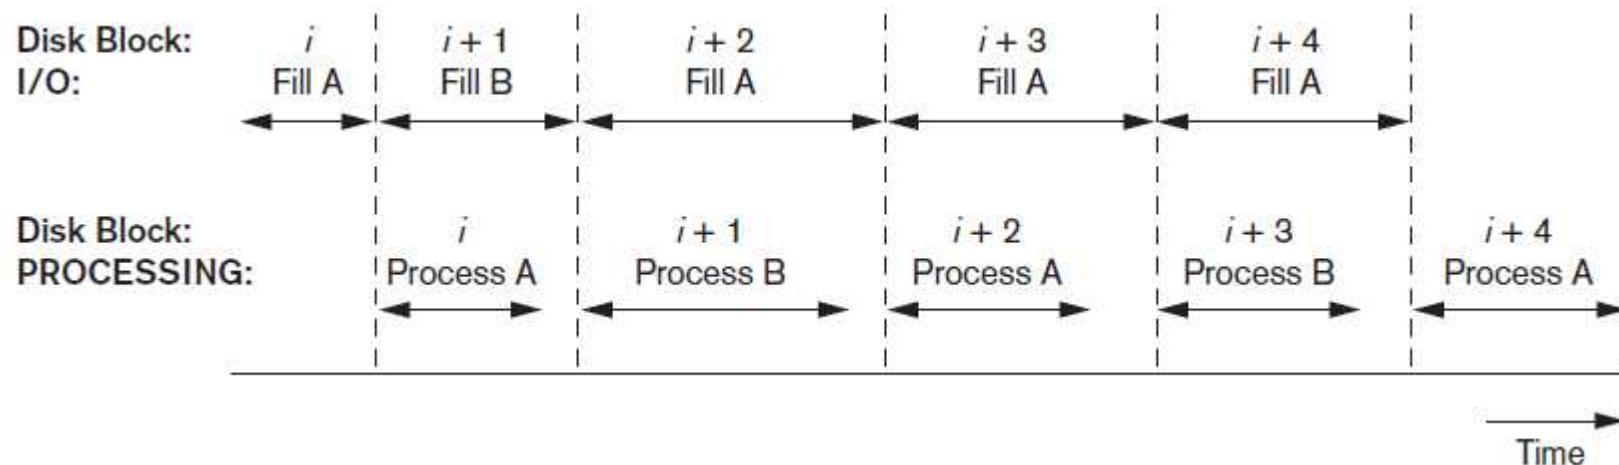 Disk Block: i i + 1 i + 2 i + 3 i + 4
I/O: Fill A Fill B Fill A Fill A Fill A
Disk Block: i i + 1 i + 2 i + 3 i + 4
PROCESSING: Process A Process B Process A Process B Process A
Time